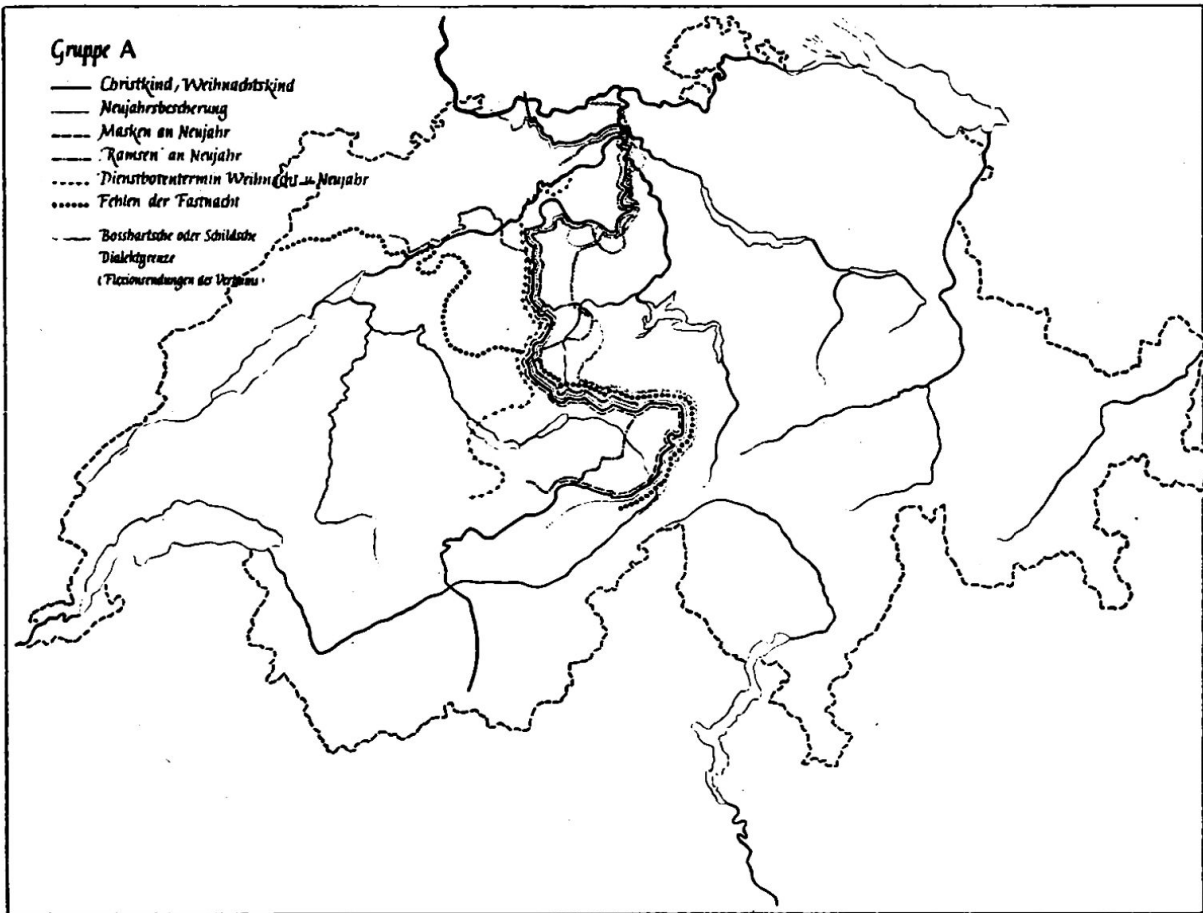 Gruppe A
Christkind, Weihnachtskind
Neujahrsbescherung
Masken an Neujahr
"Ramsen" an Neujahr
Dienstbotentermin Weihnacht u. Neujahr
Fehlen der Fastnacht
Bosshartsche oder Schildsche
Dialektgrenze
(Flexionsendungen des Verbums)